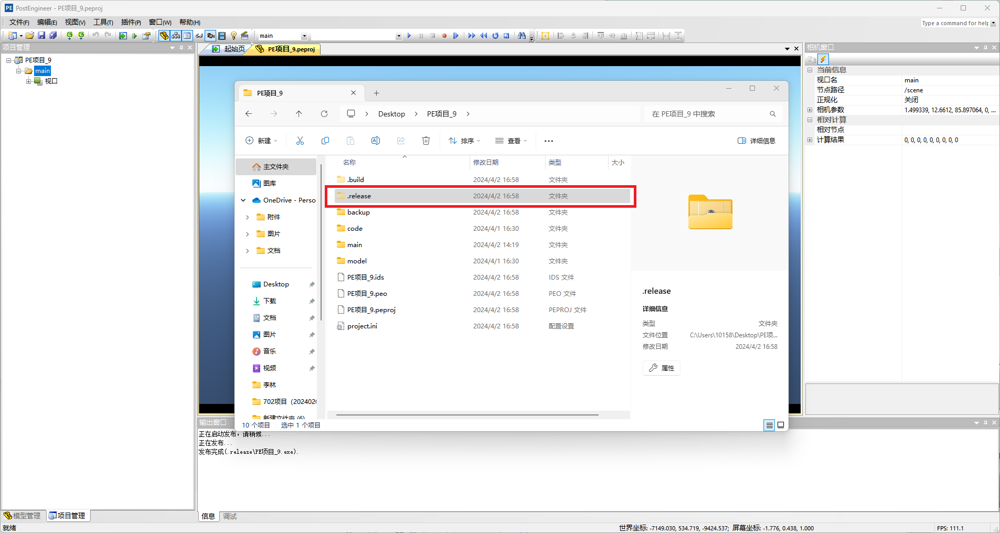 PE PostEngineer - PE项目_9.peproj
文件(F) 编辑(E) 视图(V) 工具(T) 插件(P) 窗口(W) 帮助(H)
Type a command for help
main
项目管理
PE项目_9
main
视口
起始页 PE项目_9.peproj
PE项目_9
Desktop PE项目_9
在 PE项目_9 中搜索
新建 排序 查看 详细信息
主文件夹
图库
OneDrive - Perso
附件
图片
文档
Desktop
下载
文档
图片
音乐
视频
李林
702项目（2024020
新建文件夹 (6)
名称 修改日期 类型 大小
.build 2024/4/2 16:58 文件夹
.release 2024/4/2 16:58 文件夹
backup 2024/4/2 16:58 文件夹
code 2024/4/1 16:30 文件夹
main 2024/4/2 14:19 文件夹
model 2024/4/1 16:30 文件夹
PE项目_9.ids 2024/4/2 16:58 IDS 文件
PE项目_9.peo 2024/4/2 16:58 PEO 文件
PE项目_9.peproj 2024/4/2 16:58 PEPROJ 文件
project.ini 2024/4/2 16:58 配置设置
.release
详细信息
类型 文件夹
文件位置 C:\Users\10158\Desktop\PE项...
修改日期 2024/4/2 16:58
属性
10 个项目 选中 1 个项目
相机窗口
当前信息
视口名 main
节点路径 /scene
正规化 关闭
相机参数 1.499339, 12.6612, 85.897064, 0, ...
相对计算
相对节点
计算结果 0, 0, 0, 0, 0, 0, 0, 0, 0
输出窗口
正在启动发布，请稍候...
正在发布...
发布完成(.release\PE项目_9.exe).
模型管理 项目管理
信息 调试
就绪
世界坐标: -7149.030, 534.719, -9424.537; 屏幕坐标: -1.776, 0.438, 1.000
FPS: 111.1